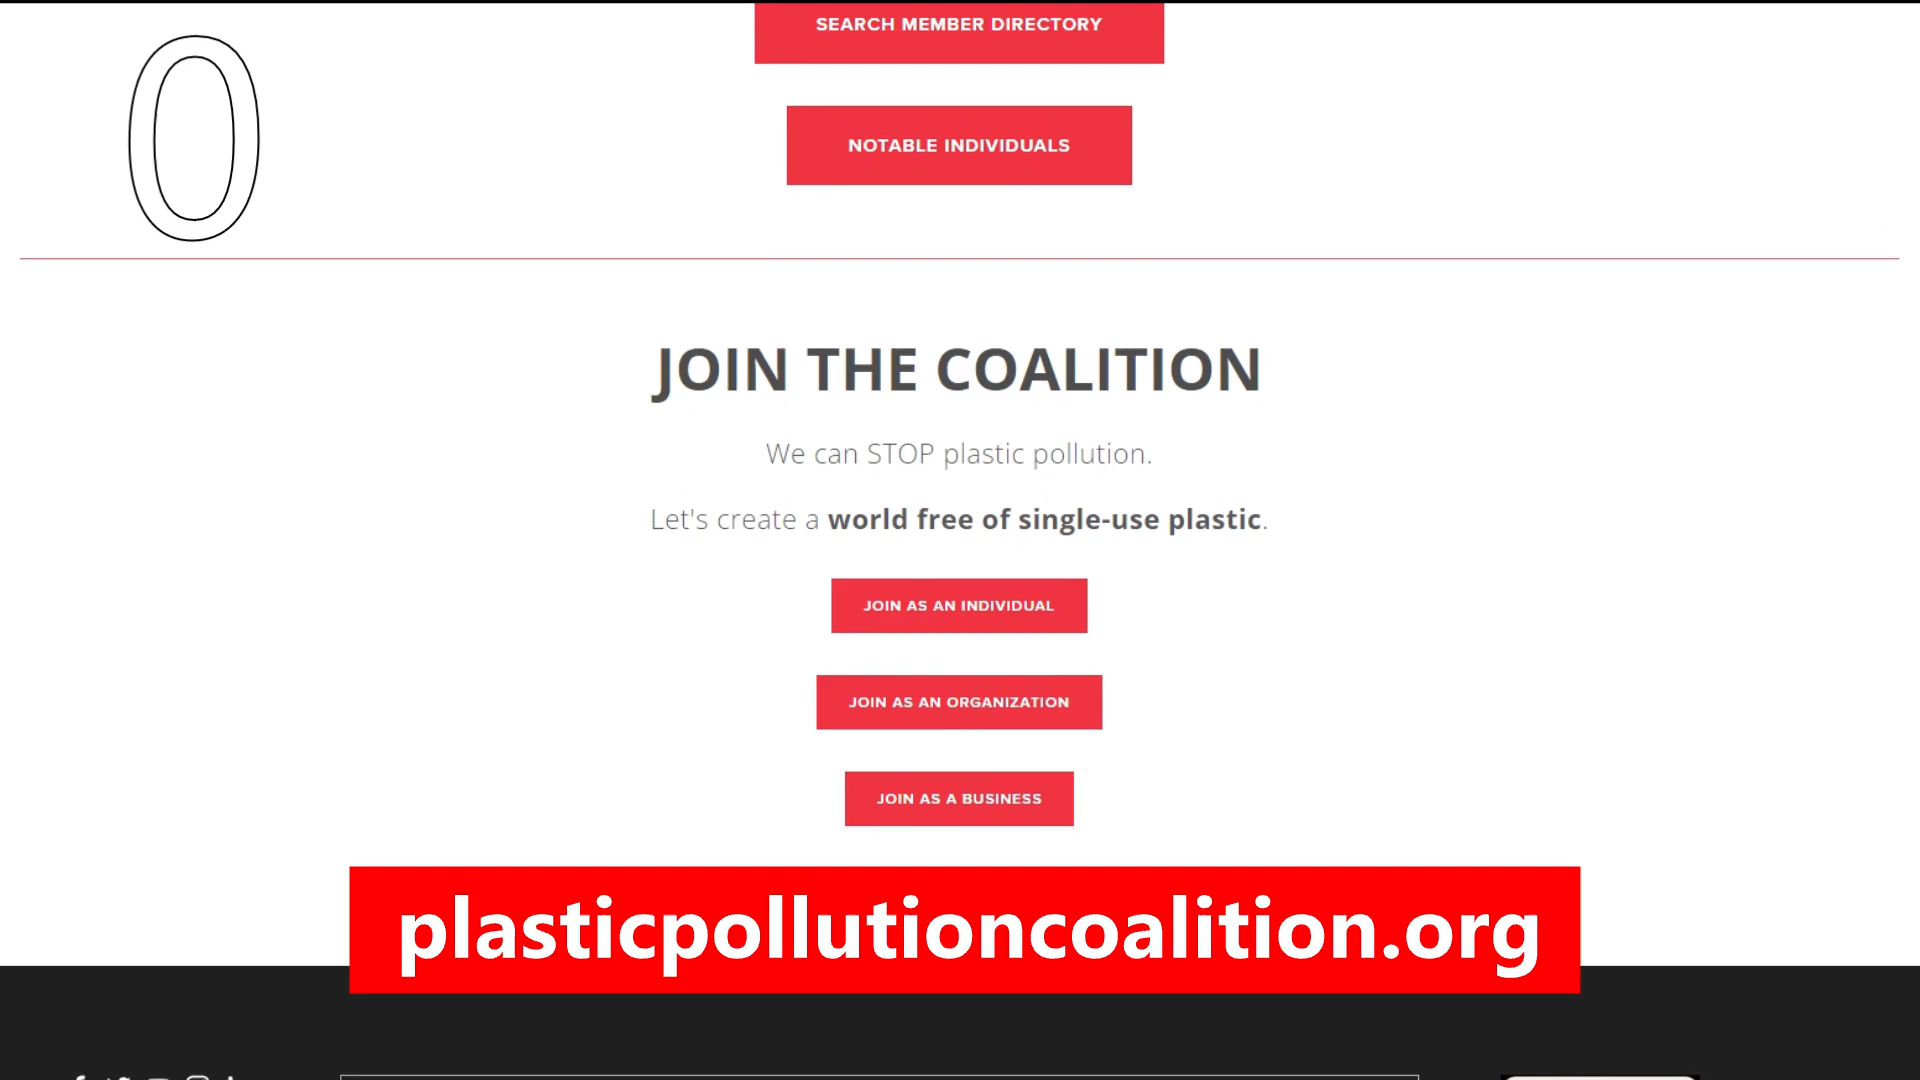 SEARCH MEMBER DIRECTORY
0
NOTABLE INDIVIDUALS
JOIN THE COALITION
We can STOP plastic pollution.
Let's create a world free of single-use plastic.
JOIN AS AN INDIVIDUAL
JOIN AS AN ORGANIZATION
JOIN AS A BUSINESS
plasticpollutioncoalition.org